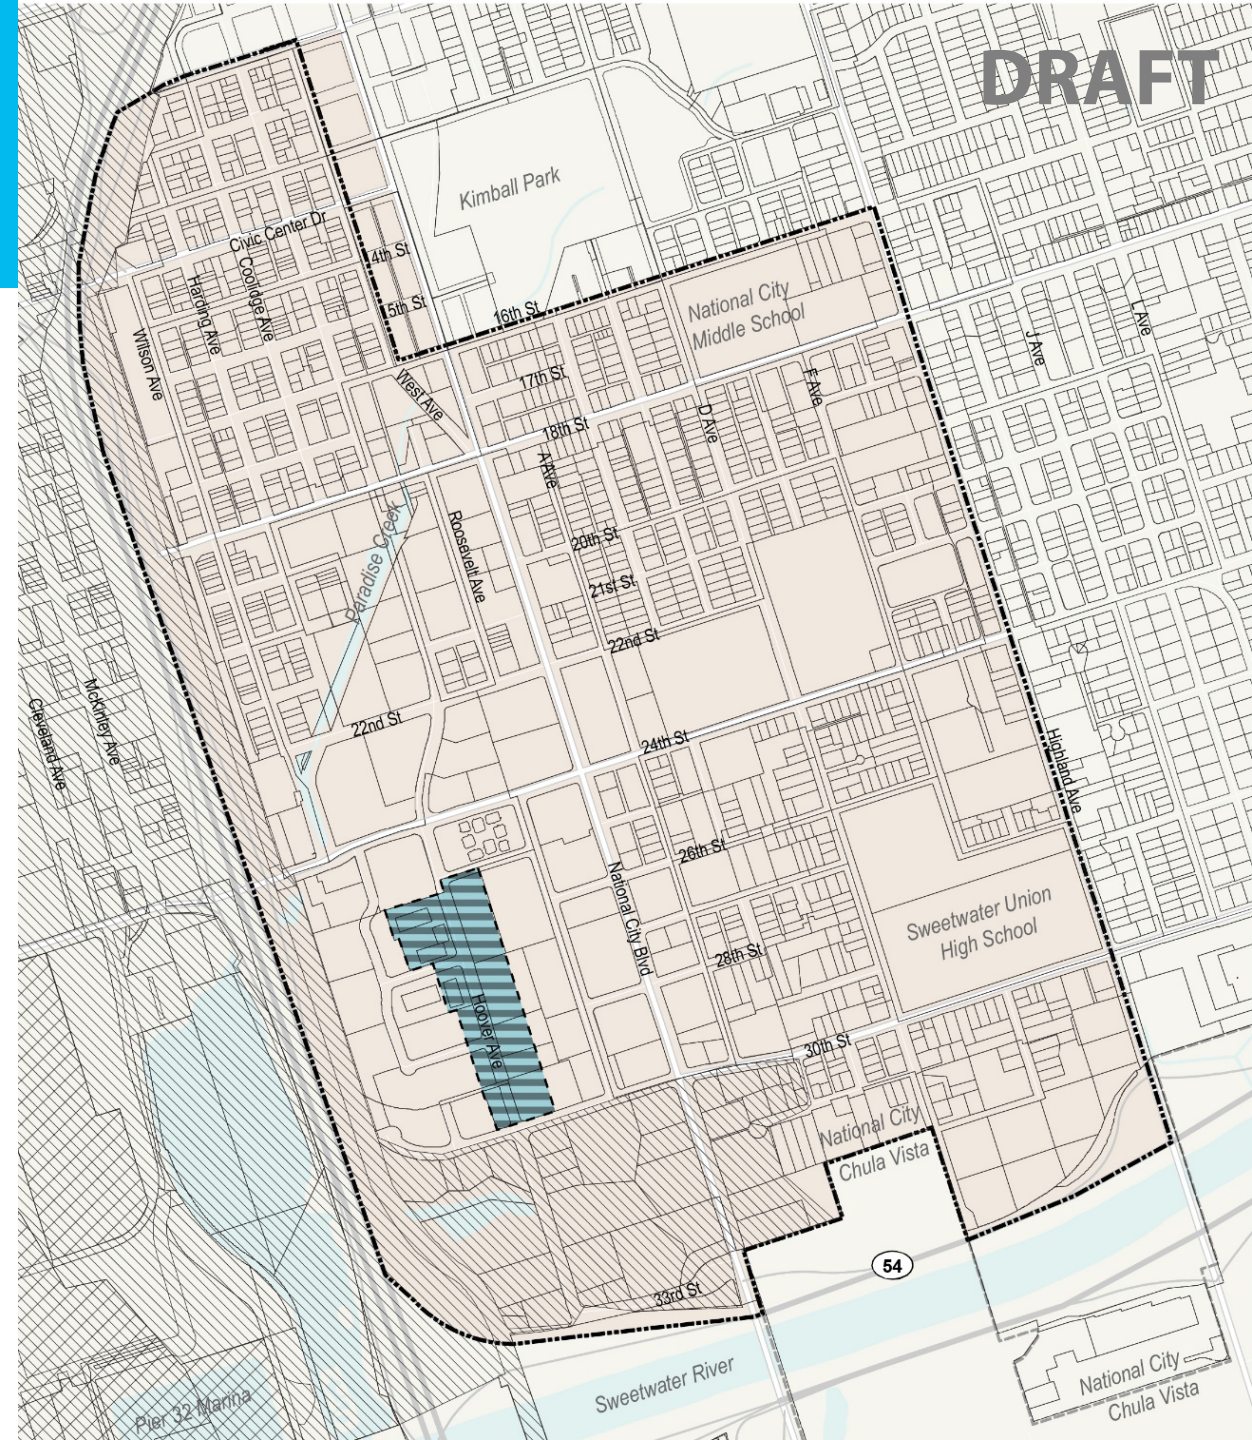 DRAFT
Kimball Park
Civic Center Dr
4th St
5th St
Harding Ave
Coolidge Ave
Wilson Ave
16th St
National City
Middle School
L Ave
J Ave
West Ave
17th St
F Ave
18th St
D Ave
A Ave
Paradise Creek
Roosevelt Ave
20th St
21st St
22nd St
McKinley Ave
Cleveland Ave
22nd St
24th St
Highland Ave
26th St
National City Blvd
Sweetwater Union
High School
28th St
Hoover Ave
30th St
National City
Chula Vista
54
33rd St
Sweetwater River
Pier 32 Marina
National City
Chula Vista